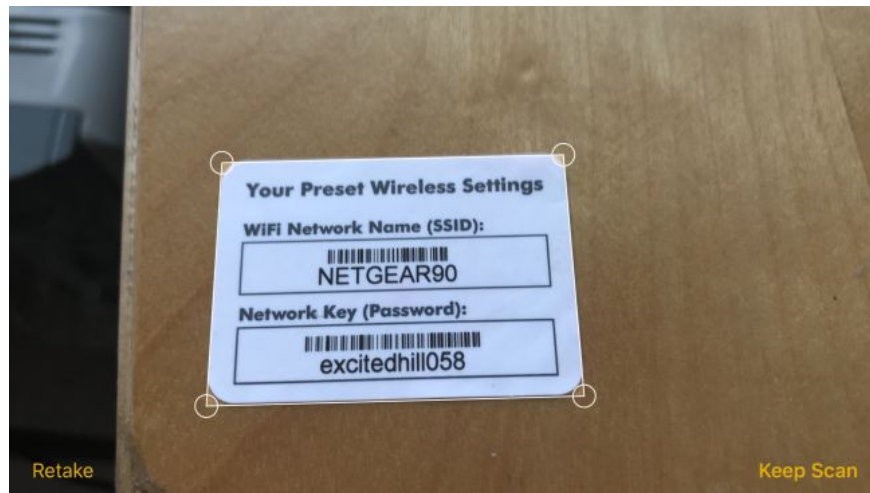 Your Preset Wireless Settings
WiFi Network Name (SSID):
NETGEAR90
Network Key (Password):
excitedhill058
Retake
Keep Scan